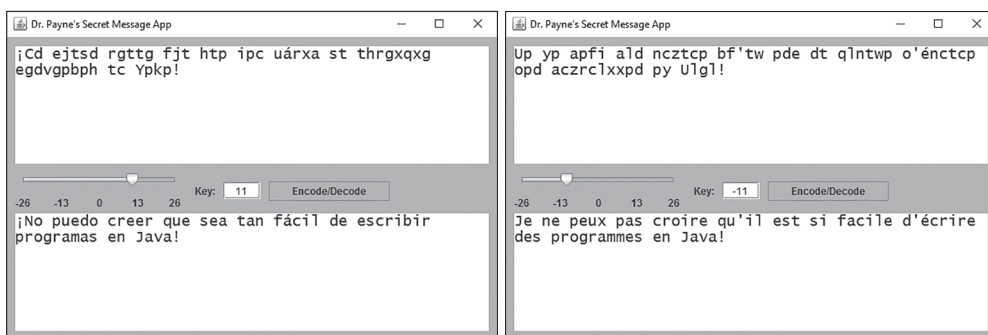 Dr. Payne's Secret Message App
¡Cd ejtsd rgttg fjt htp ipc uárxa st thrgxqxg
egdvgpbph tc Ypkp!
-26 -13 0 13 26
Key: 11 Encode/Decode
¡No puedo creer que sea tan fácil de escribir
programas en Java!
Dr. Payne's Secret Message App
Up yp apfi ald ncztcp bf'tw pde dt qlntwp o'énctcp
opd aczrclxxpd py Ulgl!
-26 -13 0 13 26
Key: -11 Encode/Decode
Je ne peux pas croire qu'il est si facile d'écrire
des programmes en Java!